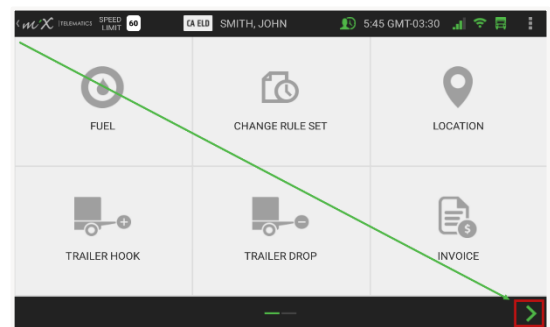 miX TELEMATICS SPEED LIMIT 60 CA ELD SMITH, JOHN 5:45 GMT-03:30
FUEL CHANGE RULE SET LOCATION
TRAILER HOOK TRAILER DROP INVOICE